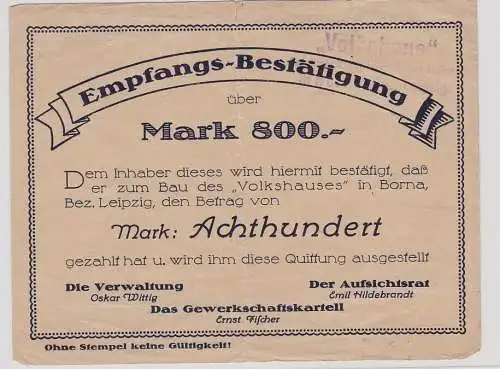 Empfangs-Bestätigung
über
Mark 800.-
Dem Inhaber dieses wird hiermit bestätigt, daß
er zum Bau des „Volkshauses" in Borna,
Bez. Leipzig, den Betrag von
Mark: Achthundert
gezahlt hat u. wird ihm diese Quittung ausgestellt
Die Verwaltung Der Aufsichtsrat
Oskar Wittig Emil Hildebrandt
Das Gewerkschaftskartell
Ernst Fischer
Ohne Stempel keine Gültigkeit!